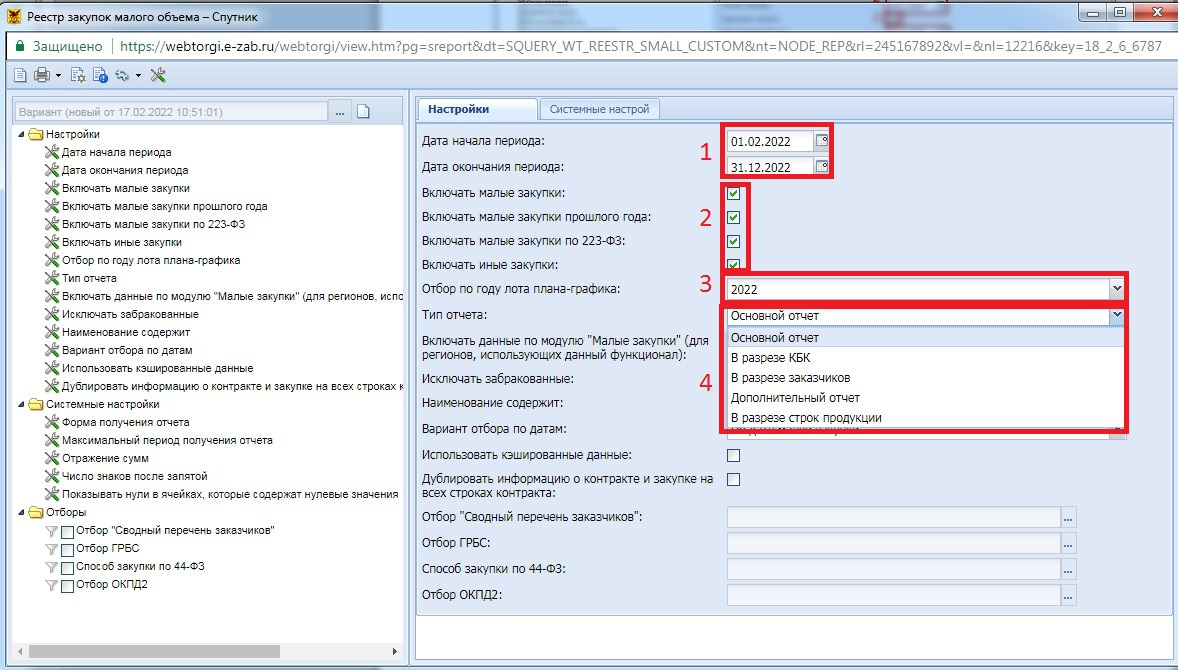 Реестр закупок малого объема – Спутник
Защищено https://webtorgi.e-zab.ru/webtorgi/view.htm?pg=sreport&dt=SQUERY_WT_REESTR_SMALL_CUSTOM&nt=NODE_REP&rl=245167892&vl=&nl=12216&key=18_2_6_6787
Вариант (новый от 17.02.2022 10:51:01) ...
Настройки
Дата начала периода
Дата окончания периода
Включать малые закупки
Включать малые закупки прошлого года
Включать малые закупки по 223-ФЗ
Включать иные закупки
Отбор по году лота плана-графика
Тип отчета
Включать данные по модулю "Малые закупки" (для регионов, испо
Исключать забракованные
Наименование содержит
Вариант отбора по датам
Использовать кэшированные данные
Дублировать информацию о контракте и закупке на всех строках к
Системные настройки
Форма получения отчета
Максимальный период получения отчета
Отражение сумм
Число знаков после запятой
Показывать нули в ячейках, которые содержат нулевые значения
Отборы
Отбор "Сводный перечень заказчиков"
Отбор ГРБС
Способ закупки по 44-ФЗ
Отбор ОКПД2
Настройки Системные настрой
Дата начала периода: 1 01.02.2022
Дата окончания периода: 31.12.2022
Включать малые закупки:
Включать малые закупки прошлого года: 2
Включать малые закупки по 223-ФЗ:
Включать иные закупки:
Отбор по году лота плана-графика: 3 2022
Тип отчета: Основной отчет
Основной отчет
В разрезе КБК
В разрезе заказчиков
Дополнительный отчет
В разрезе строк продукции
4
Включать данные по модулю "Малые закупки" (для
регионов, использующих данный функционал):
Исключать забракованные:
Наименование содержит:
Вариант отбора по датам:
Использовать кэшированные данные:
Дублировать информацию о контракте и закупке на
всех строках контракта:
Отбор "Сводный перечень заказчиков": ...
Отбор ГРБС: ...
Способ закупки по 44-ФЗ: ...
Отбор ОКПД2: ...